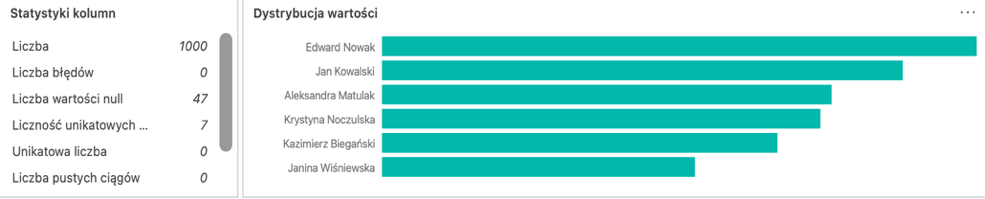 Statystyki kolumn
Liczba 1000
Liczba błędów 0
Liczba wartości null 47
Liczność unikatowych ... 7
Unikatowa liczba 0
Liczba pustych ciągów 0
Dystrybucja wartości ...
Edward Nowak
Jan Kowalski
Aleksandra Matulak
Krystyna Noczulska
Kazimierz Biegański
Janina Wiśniewska